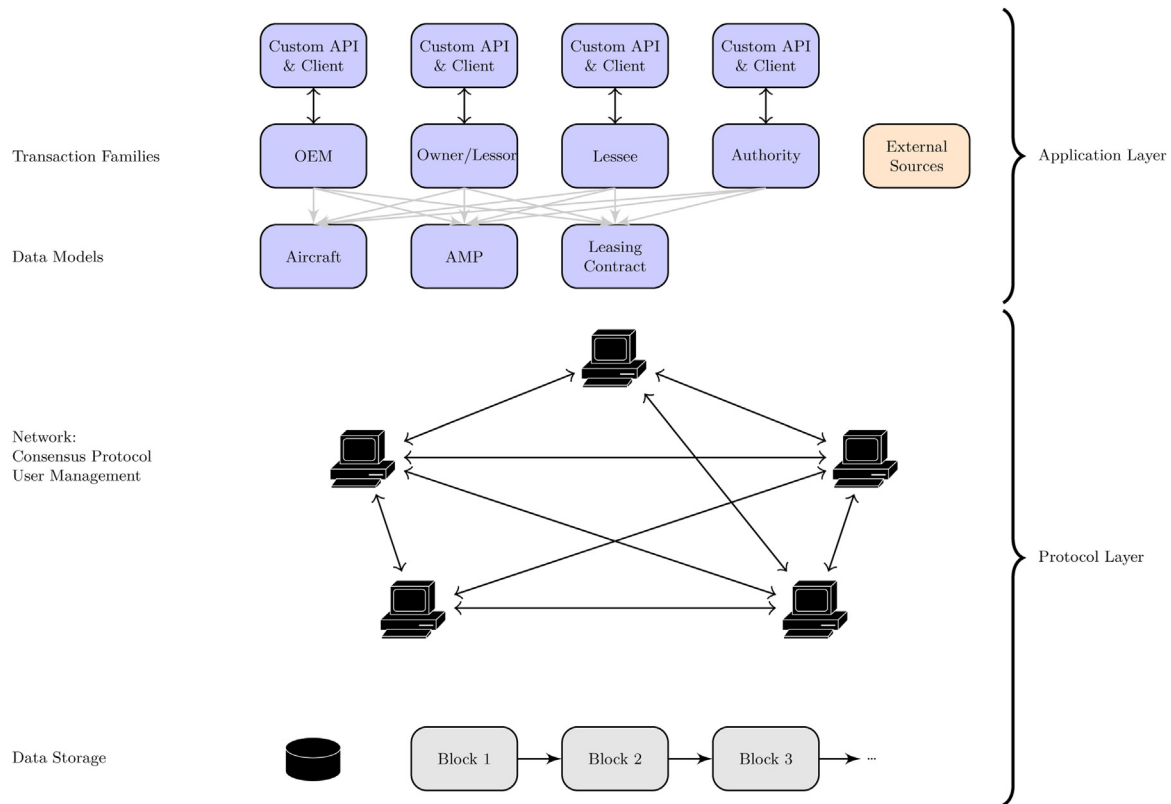 Custom API
& Client
Custom API
& Client
Custom API
& Client
Custom API
& Client
Transaction Families
OEM
Owner/Lessor
Lessee
Authority
External
Sources
Application Layer
Data Models
Aircraft
AMP
Leasing
Contract
Network:
Consensus Protocol
User Management
Protocol Layer
Data Storage
Block 1
Block 2
Block 3
...